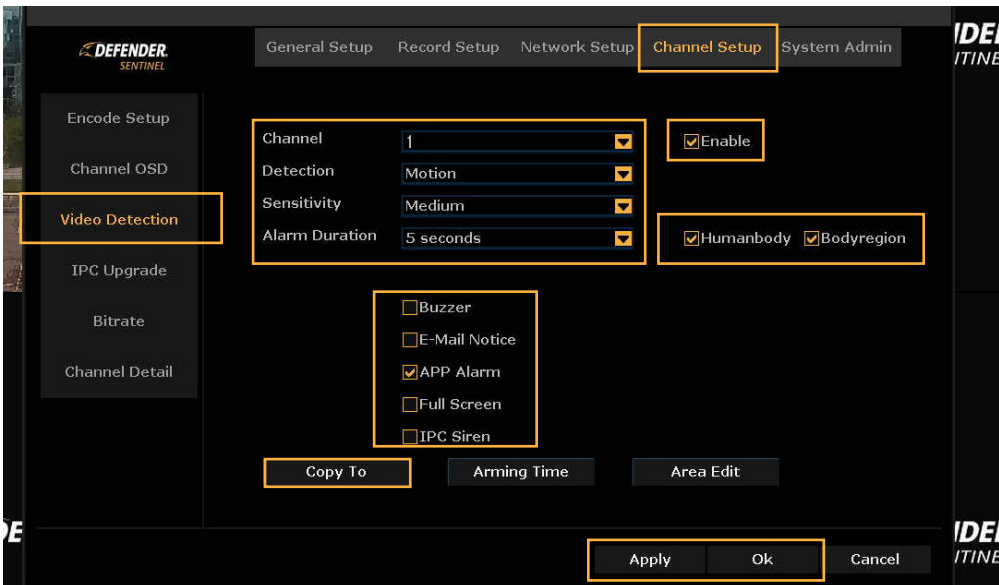 DEFENDER
SENTINEL
General Setup Record Setup Network Setup Channel Setup System Admin
Encode Setup
Channel OSD
Video Detection
IPC Upgrade
Bitrate
Channel Detail
Channel 1 Enable
Detection Motion
Sensitivity Medium
Alarm Duration 5 seconds Humanbody Bodyregion
Buzzer
E-Mail Notice
APP Alarm
Full Screen
IPC Siren
Copy To Arming Time Area Edit
Apply Ok Cancel